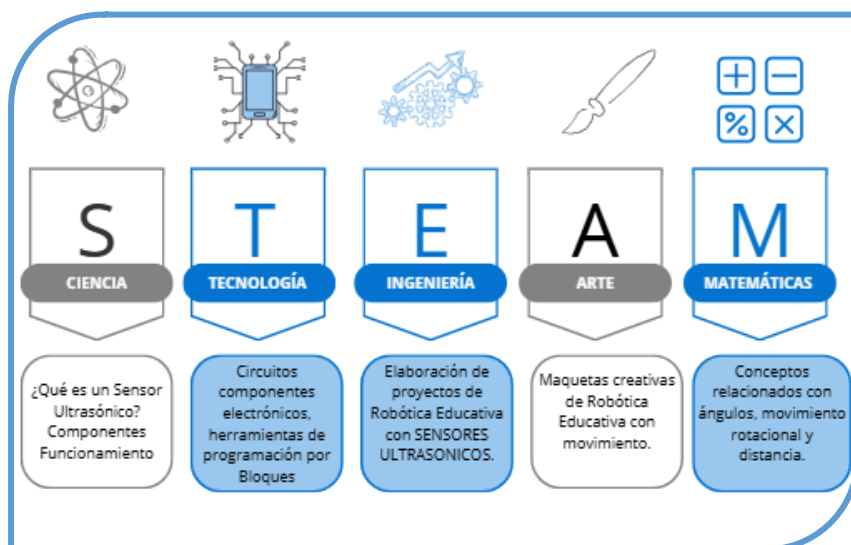 S
CIENCIA
¿Qué es un Sensor
Ultrasónico?
Componentes
Funcionamiento
T
TECNOLOGÍA
Circuitos
componentes
electrónicos,
herramientas de
programación por
Bloques
E
INGENIERÍA
Elaboración de
proyectos de
Robótica Educativa
con SENSORES
ULTRASONICOS.
A
ARTE
Maquetas creativas
de Robótica
Educativa con
movimiento.
M
MATEMÁTICAS
Conceptos
relacionados con
ángulos, movimiento
rotacional y
distancia.